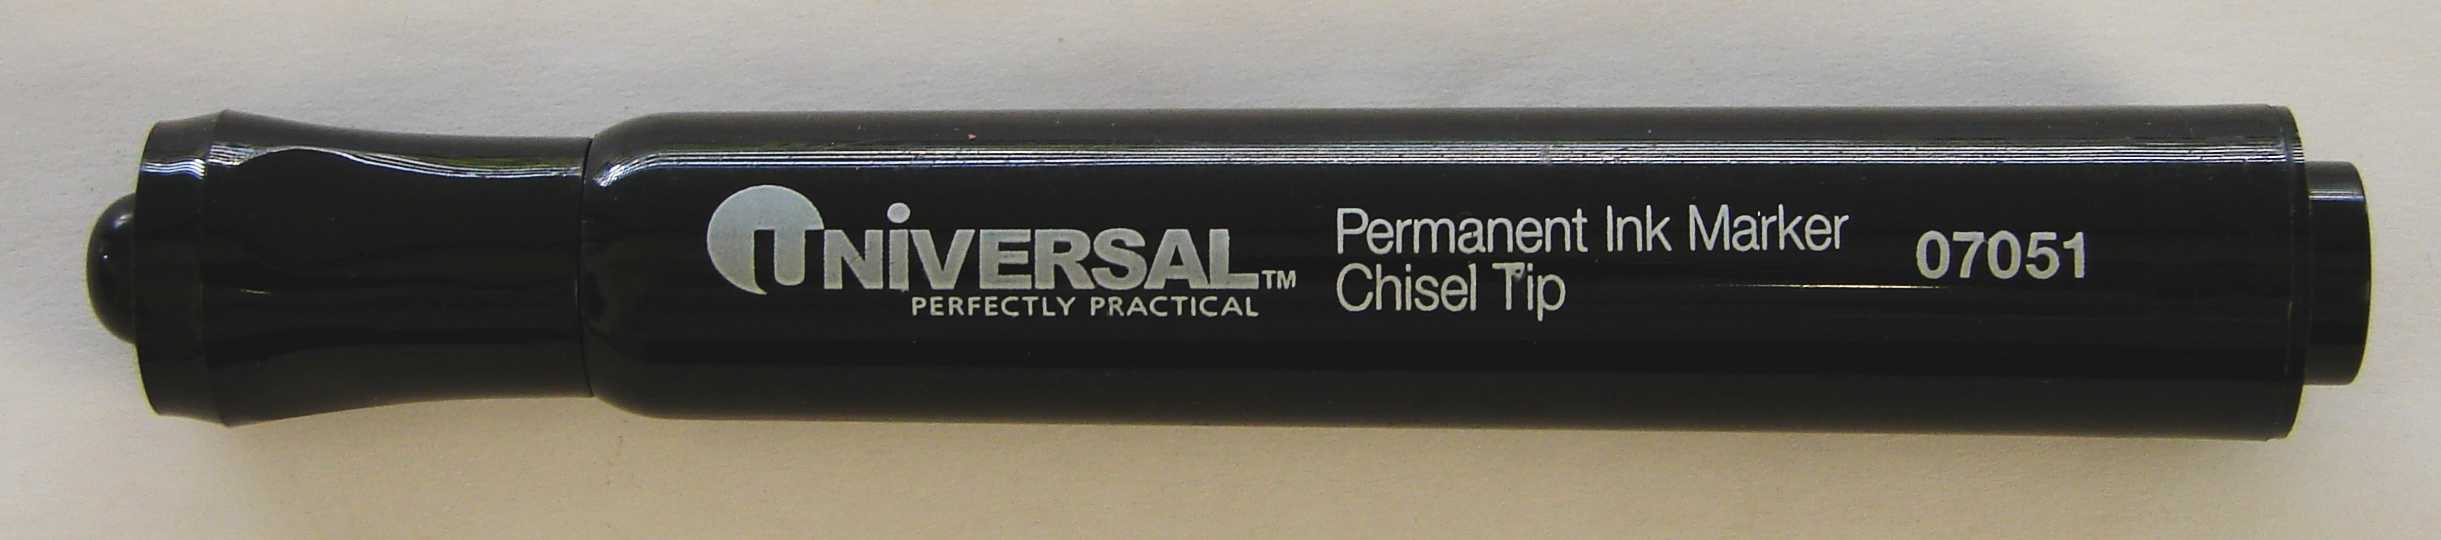 UNiVERSAL™
PERFECTLY PRACTICAL
Permanent Ink Marker
Chisel Tip
07051